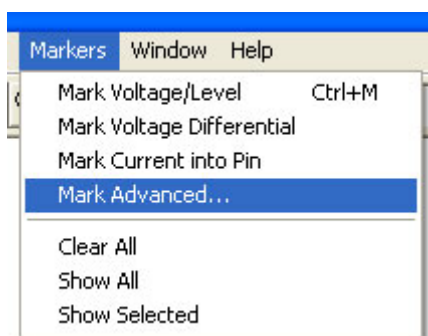 Markers Window Help
Mark Voltage/Level Ctrl+M
Mark Voltage Differential
Mark Current into Pin
Mark Advanced...
Clear All
Show All
Show Selected